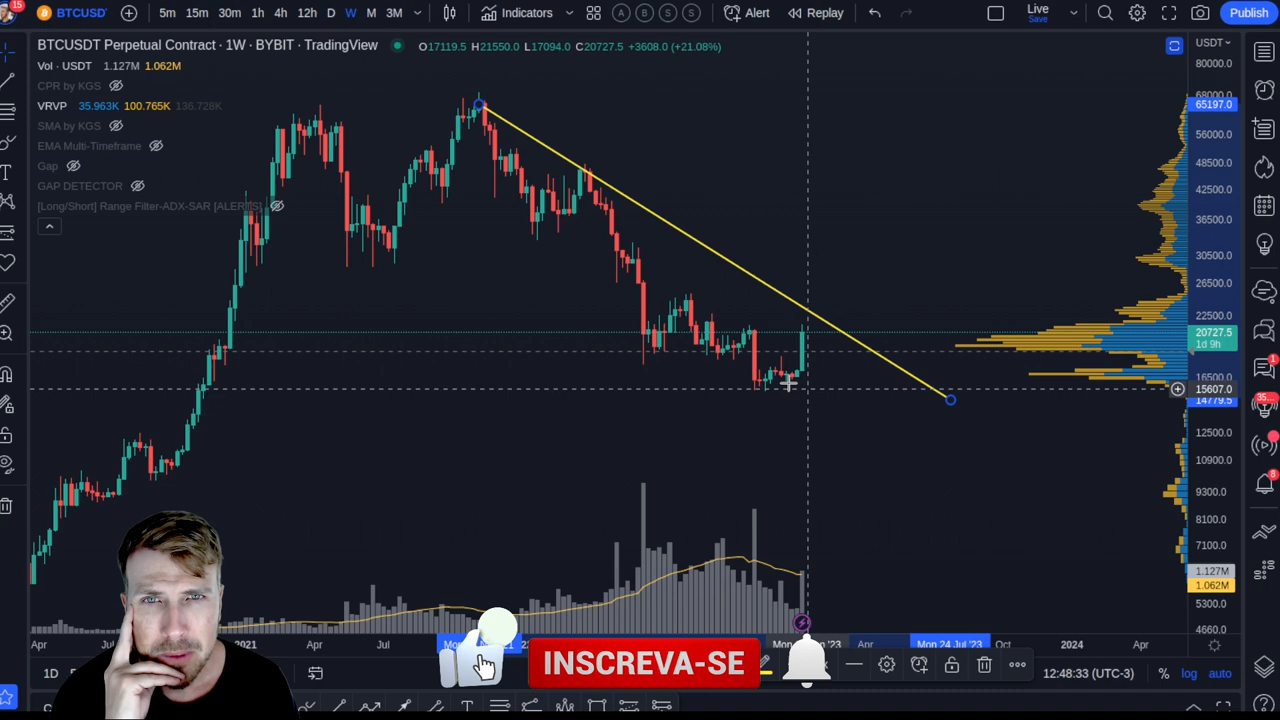 15
BTCUSD
5m 15m 30m 1h 4h 12h D W M 3M Indicators A B S S Alert Replay Live Save Publish
BTCUSDT Perpetual Contract · 1W · BYBIT · TradingView O17119.5 H21550.0 L17094.0 C20727.5 +3608.0 (+21.08%) USDT
Vol · USDT 1.127M 1.062M
80000.0
CPR by KGS
VRVP 35.963K 100.765K 136.728K
65197.0
SMA by KGS
56000.0
EMA Multi-Timeframe
Gap
48500.0
GAP DETECTOR
42500.0
[Long/Short] Range Filter-ADX-SAR [ALERTS]
36500.0
30500.0
26500.0
22500.0
20727.5
1d 9h
1
15607.0
35...
14779.5
12500.0
10900.0
8
9300.0
8100.0
7100.0
1.127M
1.062M
5300.0
4660.0
Apr 2021 Apr Jul Apr Mon 24 Jul '23 Oct 2024 Apr
INSCREVA-SE
1D 12:48:33 (UTC-3) % log auto